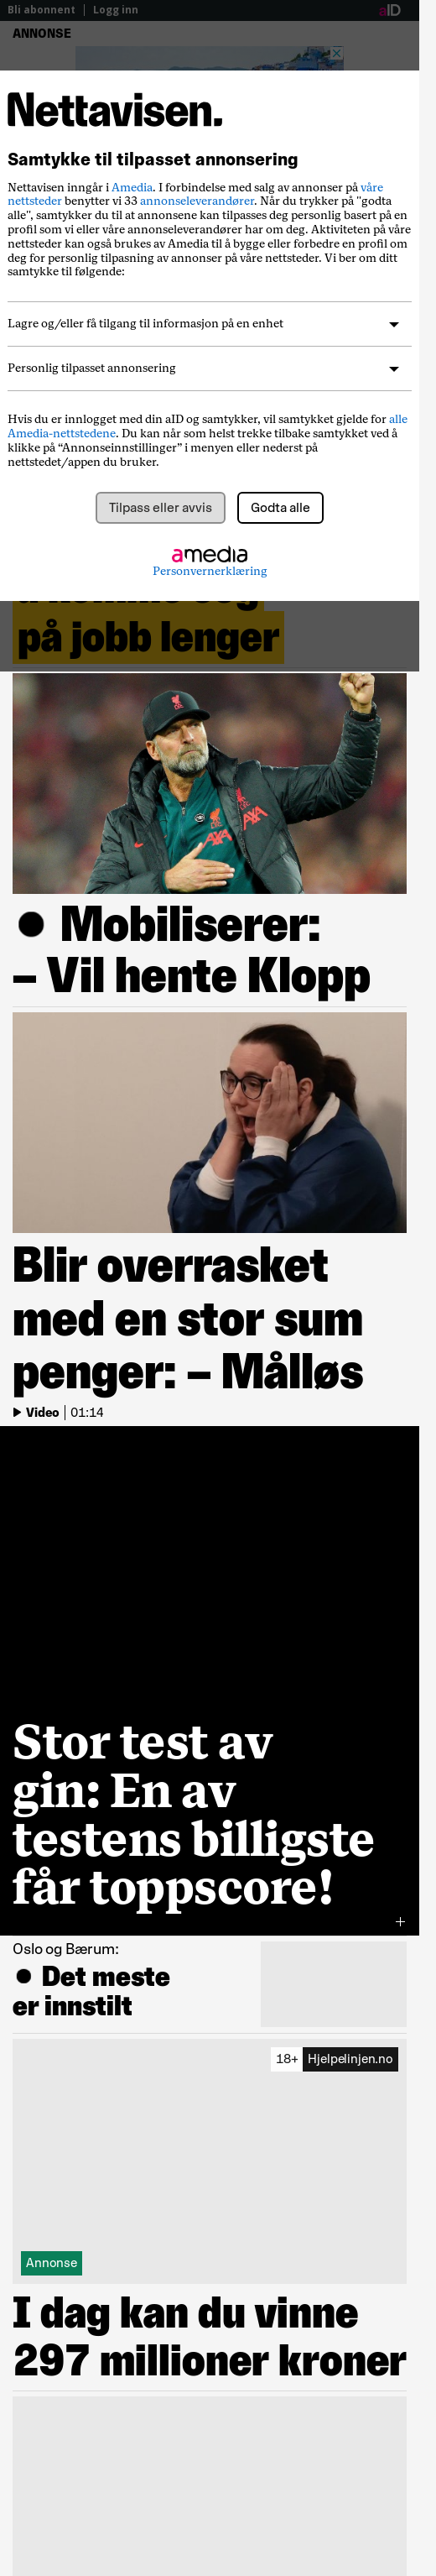 Bli abonnent | Logg inn
aID
ANNONSE
Nettavisen.
Samtykke til tilpasset annonsering
Nettavisen inngår i Amedia. I forbindelse med salg av annonser på våre
nettsteder benytter vi 33 annonseleverandører. Når du trykker på "godta
alle", samtykker du til at annonsene kan tilpasses deg personlig basert på en
profil som vi eller våre annonseleverandører har om deg. Aktiviteten på våre
nettsteder kan også brukes av Amedia til å bygge eller forbedre en profil om
deg for personlig tilpasning av annonser på våre nettsteder. Vi ber om ditt
samtykke til følgende:
Lagre og/eller få tilgang til informasjon på en enhet
Personlig tilpasset annonsering
Hvis du er innlogget med din aID og samtykker, vil samtykket gjelde for alle
Amedia-nettstedene. Du kan når som helst trekke tilbake samtykket ved å
klikke på “Annonseinnstillinger” i menyen eller nederst på
nettstedet/appen du bruker.
Tilpass eller avvis
Godta alle
amedia
Personvernerklæring
på jobb lenger
AXA
AXA
Mobiliserer:
– Vil hente Klopp
Blir overrasket
med en stor sum
penger: – Målløs
Video | 01:14
Stor test av
gin: En av
testens billigste
får toppscore!
+
Oslo og Bærum:
Det meste
er innstilt
18+ Hjelpelinjen.no
Annonse
I dag kan du vinne
297 millioner kroner